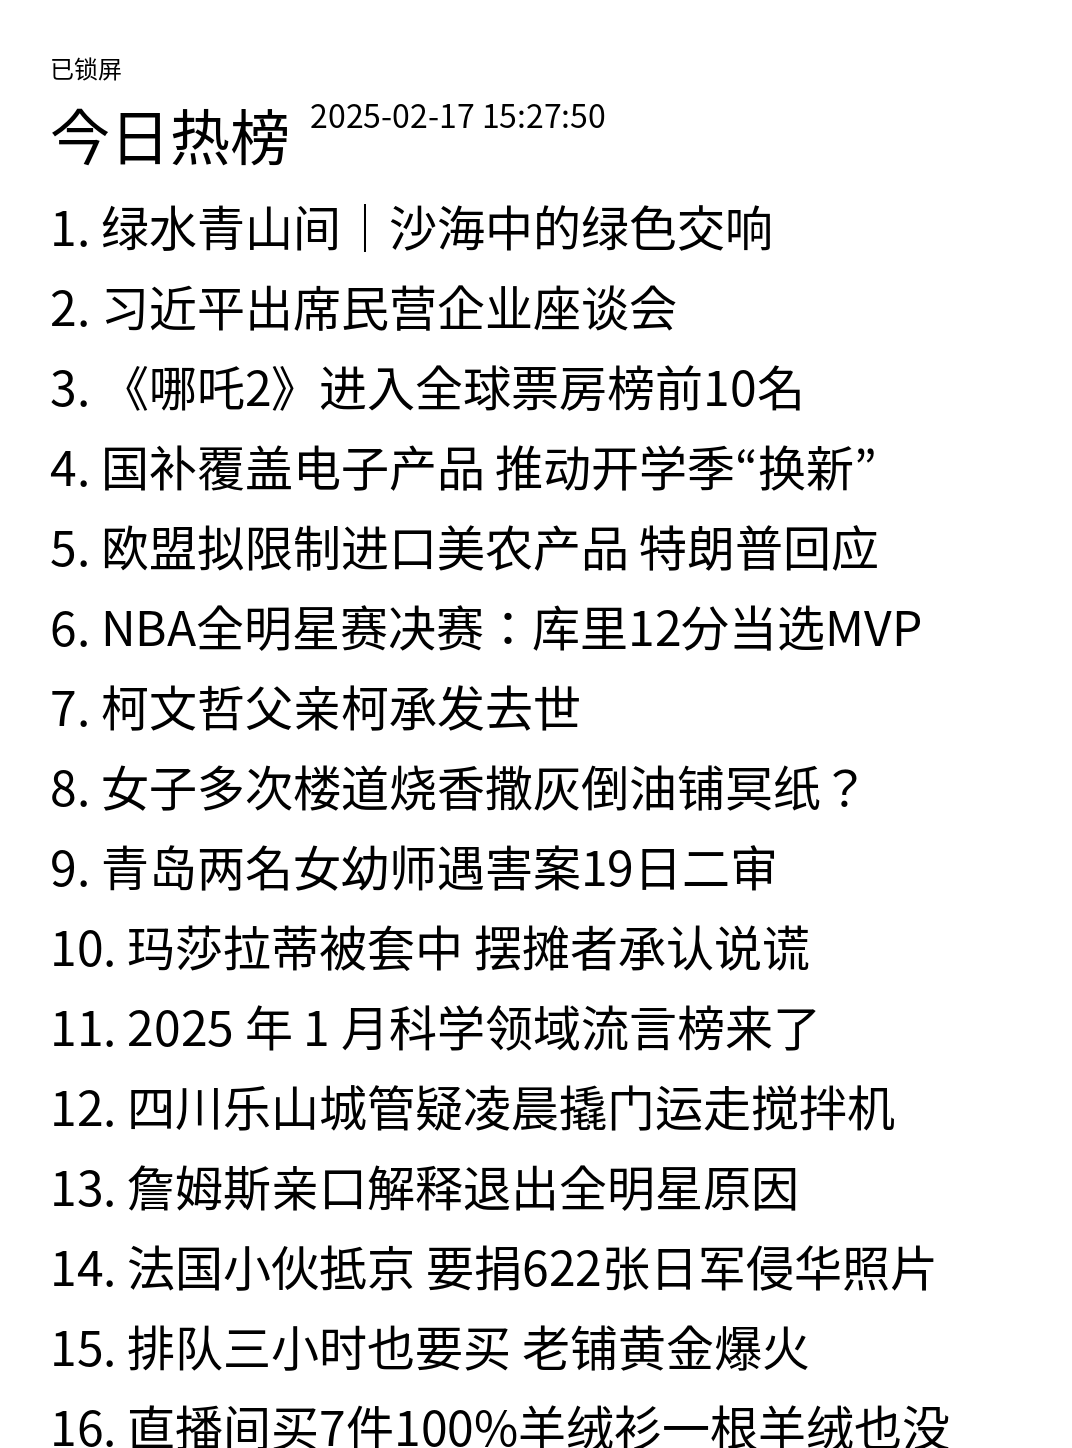 已锁屏
今日热榜 2025-02-17 15:27:50
1. 绿水青山间｜沙海中的绿色交响
2. 习近平出席民营企业座谈会
3. 《哪吒2》进入全球票房榜前10名
4. 国补覆盖电子产品 推动开学季“换新”
5. 欧盟拟限制进口美农产品 特朗普回应
6. NBA全明星赛决赛：库里12分当选MVP
7. 柯文哲父亲柯承发去世
8. 女子多次楼道烧香撒灰倒油铺冥纸？
9. 青岛两名女幼师遇害案19日二审
10. 玛莎拉蒂被套中 摆摊者承认说谎
11. 2025 年 1 月科学领域流言榜来了
12. 四川乐山城管疑凌晨撬门运走搅拌机
13. 詹姆斯亲口解释退出全明星原因
14. 法国小伙抵京 要捐622张日军侵华照片
15. 排队三小时也要买 老铺黄金爆火
16. 直播间买7件100%羊绒衫一根羊绒也没